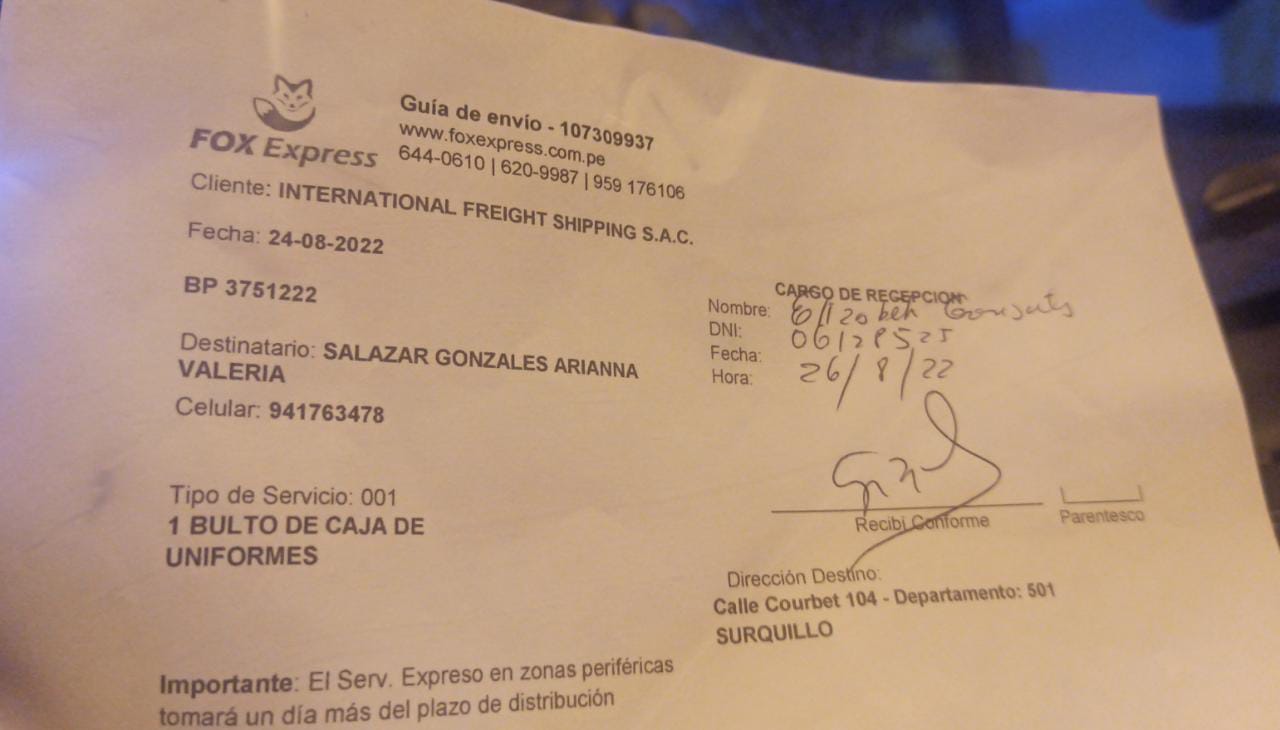 FOX Express
Guía de envío - 107309937
www.foxexpress.com.pe
644-0610 | 620-9987 | 959 176106
Cliente: INTERNATIONAL FREIGHT SHIPPING S.A.C.
Fecha: 24-08-2022
BP 3751222
Destinatario: SALAZAR GONZALES ARIANNA
VALERIA
Celular: 941763478
Tipo de Servicio: 001
1 BULTO DE CAJA DE
UNIFORMES
CARGO DE RECEPCION
Nombre: Elizabeh
DNI: 06128525
Fecha: 26/8/22
Hora:
Recibi Conforme
Parentesco
Dirección Destino:
Calle Courbet 104 - Departamento: 501
SURQUILLO
Importante: El Serv. Expreso en zonas periféricas
tomará un día más del plazo de distribución